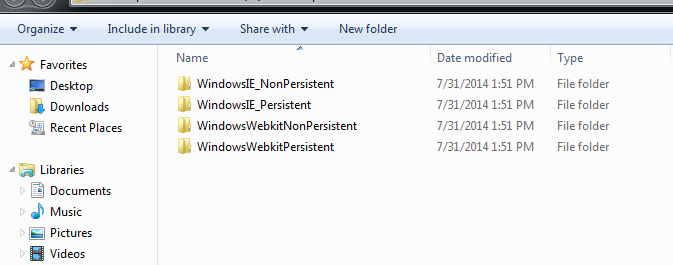 Organize Include in library Share with New folder
Favorites
Desktop
Downloads
Recent Places
Libraries
Documents
Music
Pictures
Videos
Name Date modified Type
WindowsIE_NonPersistent 7/31/2014 1:51 PM File folder
WindowsIE_Persistent 7/31/2014 1:51 PM File folder
WindowsWebkitNonPersistent 7/31/2014 1:51 PM File folder
WindowsWebkitPersistent 7/31/2014 1:51 PM File folder